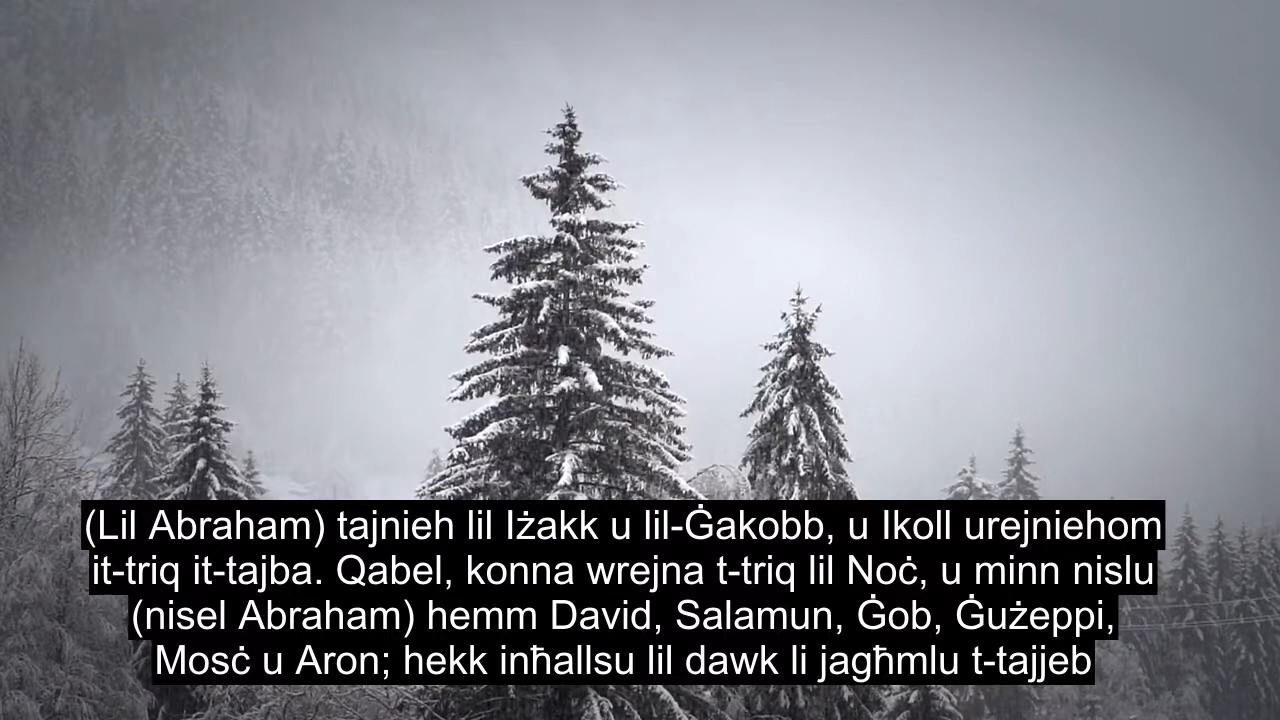 (Lil Abraham) tajnieh lil Iżakk u lil-Ġakobb, u Ikoll urejniehom
it-triq it-tajba. Qabel, konna wrejna t-triq lil Noċ, u minn nislu
(nisel Abraham) hemm David, Salamun, Ġob, Ġużeppi,
Mosċ u Aron; hekk inħallsu lil dawk li jagħmlu t-tajjeb